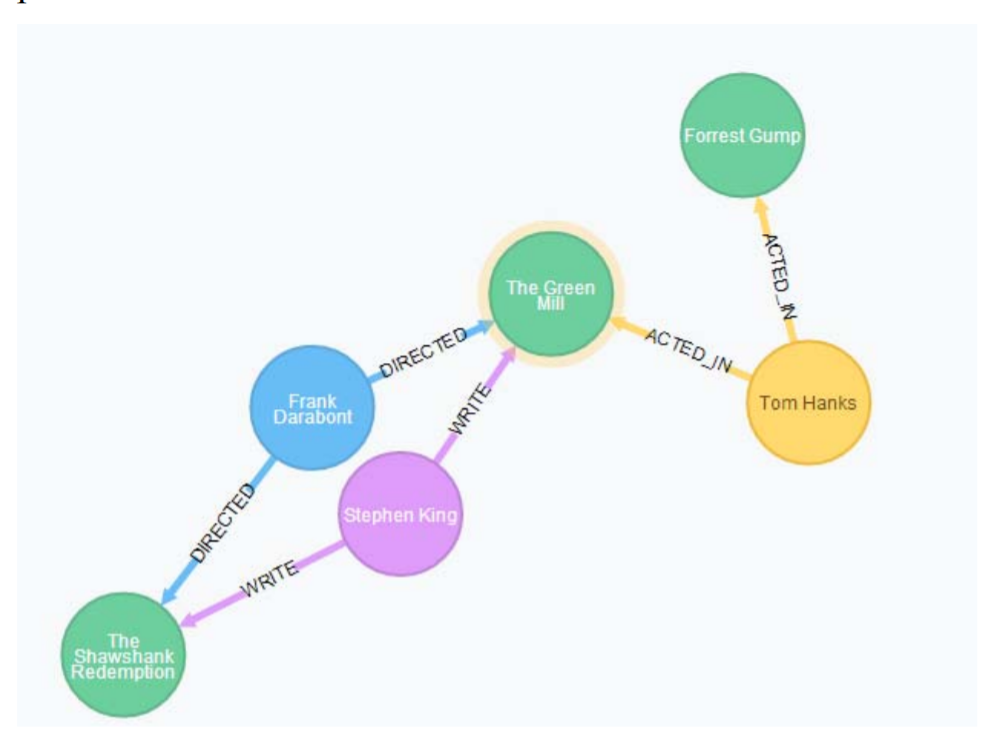 Forrest Gump
ACTED_IN
The Green
Mill
DIRECTED
ACTED_IN
Frank
Darabont
WRITE
Tom Hanks
DIRECTED
Stephen King
WRITE
The
Shawshank
Redemption